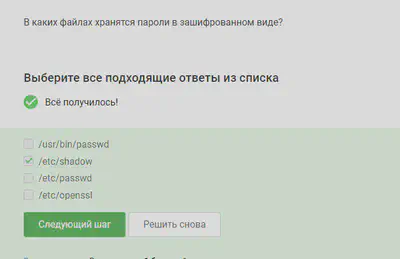 В каких файлах хранятся пароли в зашифрованном виде?
Выберите все подходящие ответы из списка
Всё получилось!
/usr/bin/passwd
/etc/shadow
/etc/passwd
/etc/openssl
Следующий шаг
Решить снова